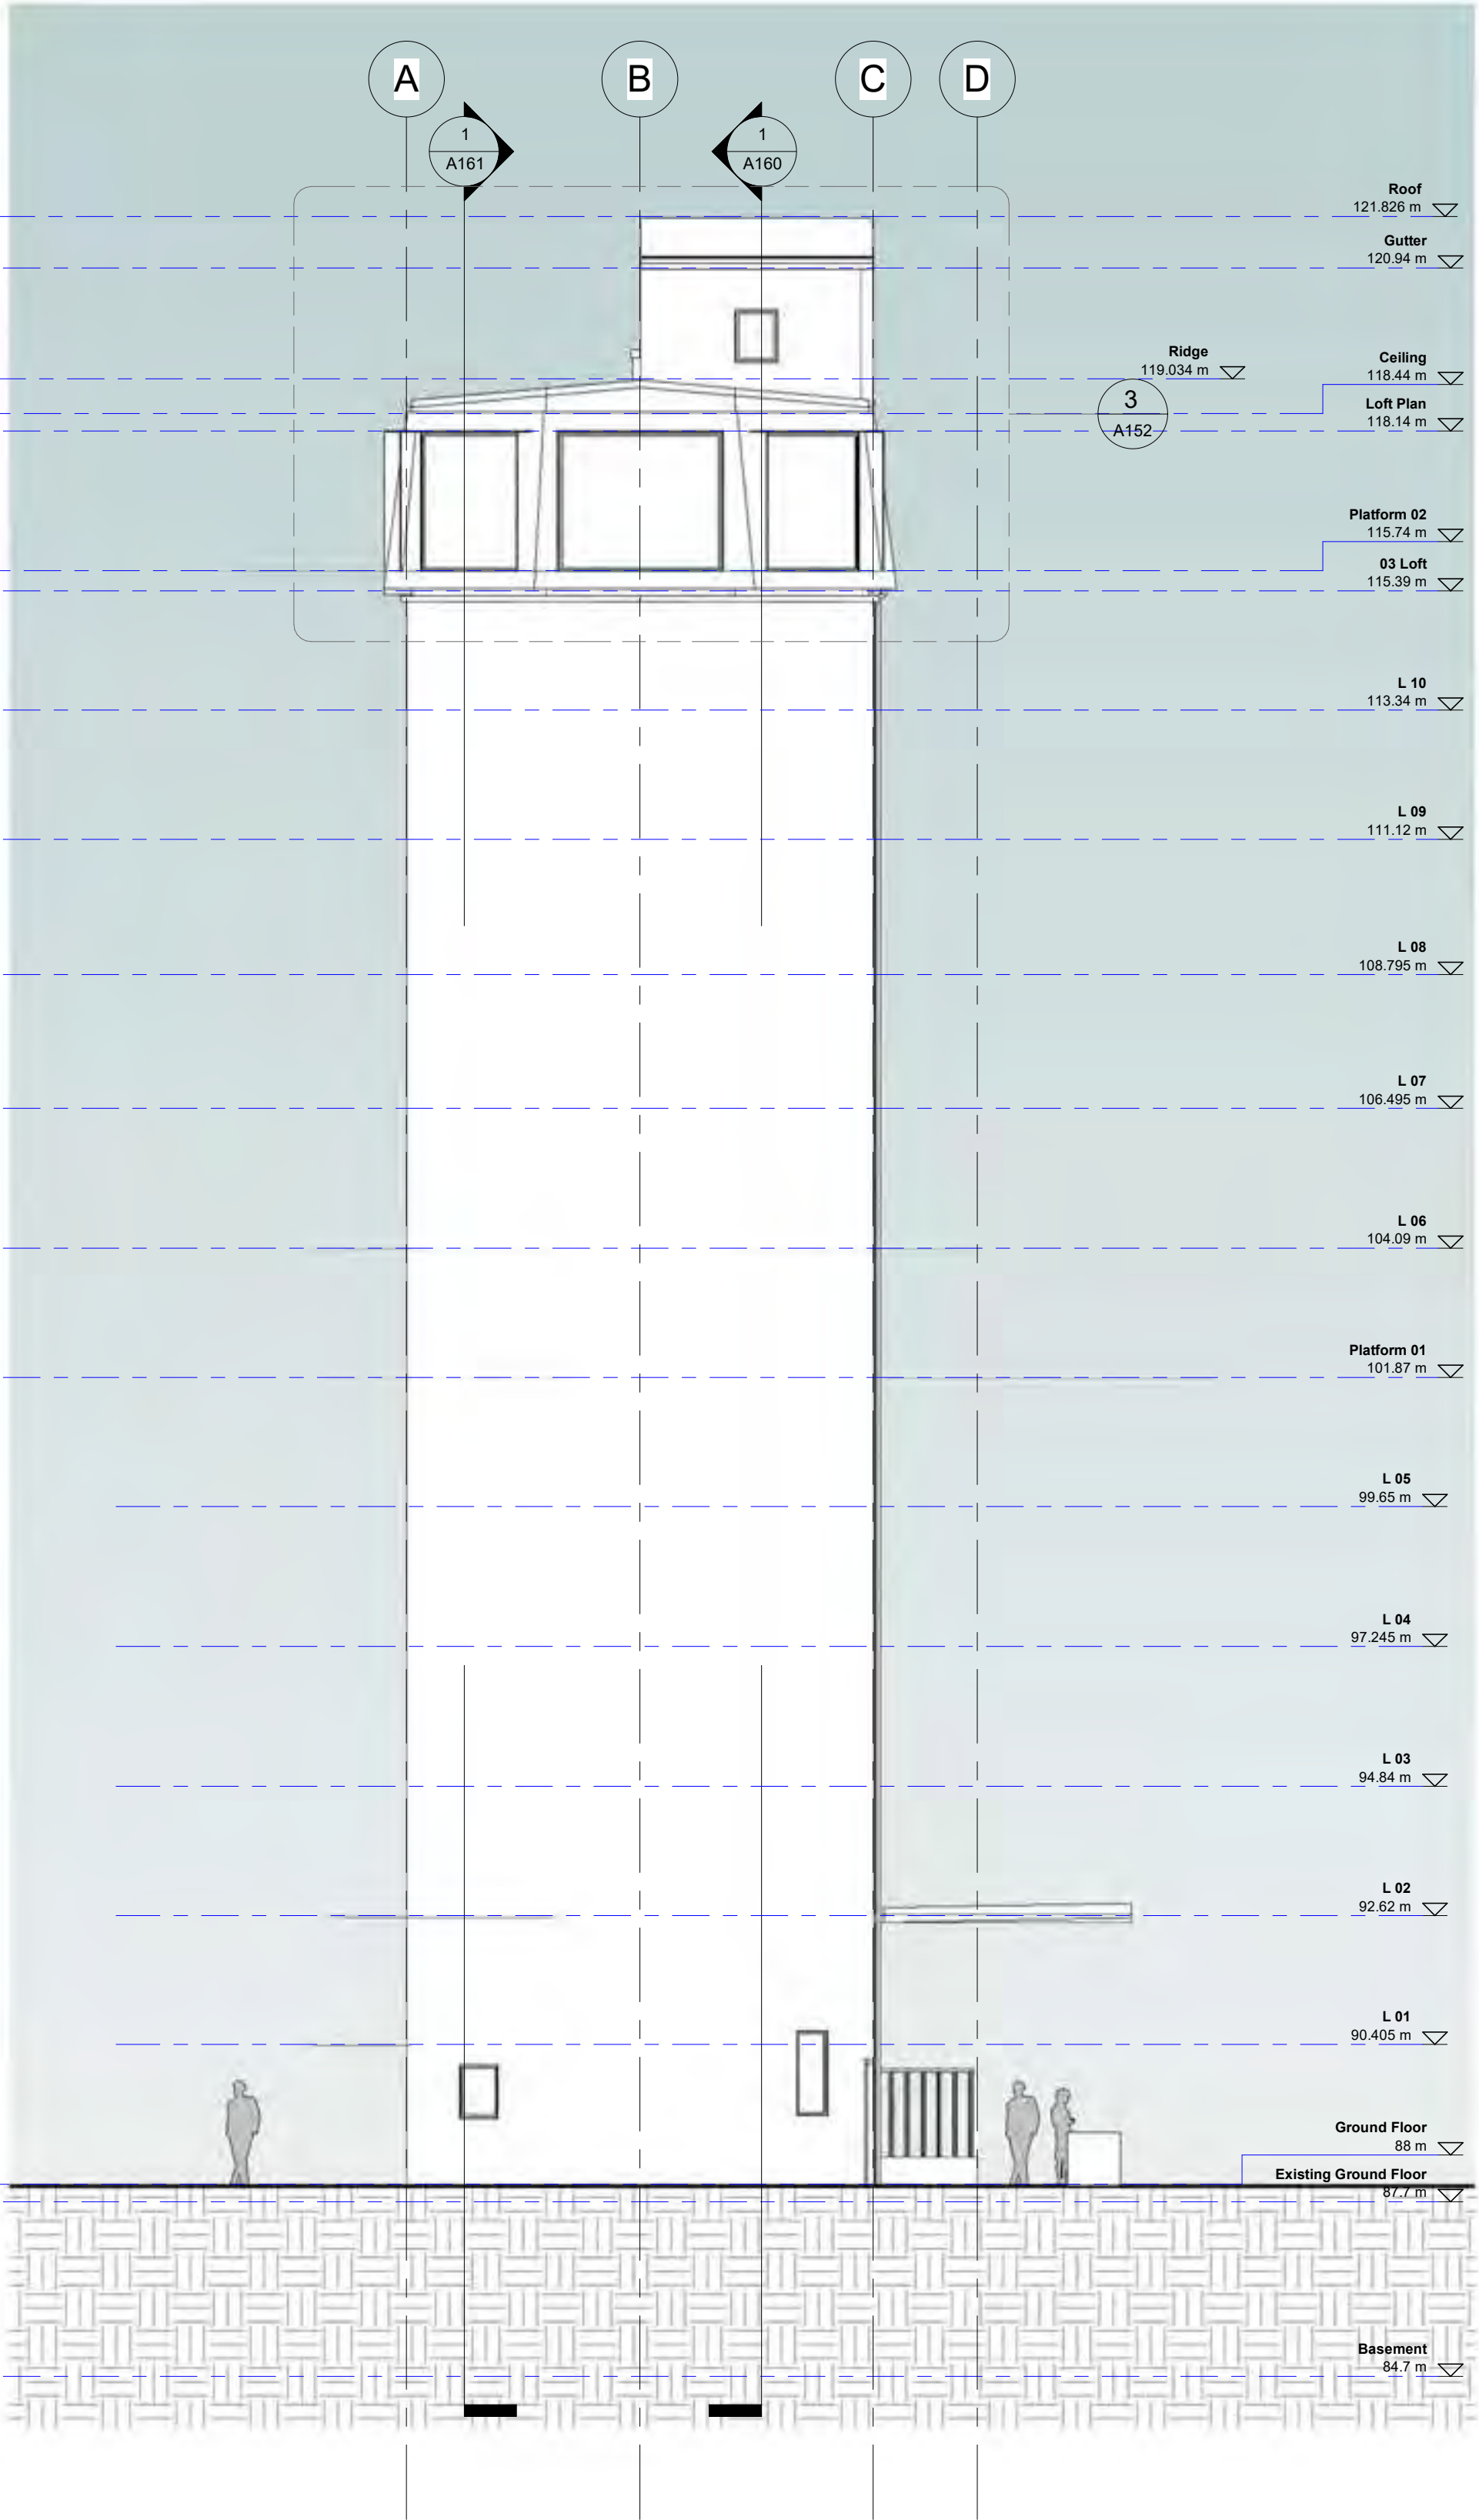 A
B
C
D
1
A161
1
A160
Roof
121.826 m
Gutter
120.94 m
Ridge
119.034 m
Ceiling
118.44 m
3
A152
Loft Plan
118.14 m
Platform 02
115.74 m
03 Loft
115.39 m
L 10
113.34 m
L 09
111.12 m
L 08
108.795 m
L 07
106.495 m
L 06
104.09 m
Platform 01
101.87 m
L 05
99.65 m
L 04
97.245 m
L 03
94.84 m
L 02
92.62 m
L 01
90.405 m
Ground Floor
88 m
Existing Ground Floor
87.7 m
Basement
84.7 m